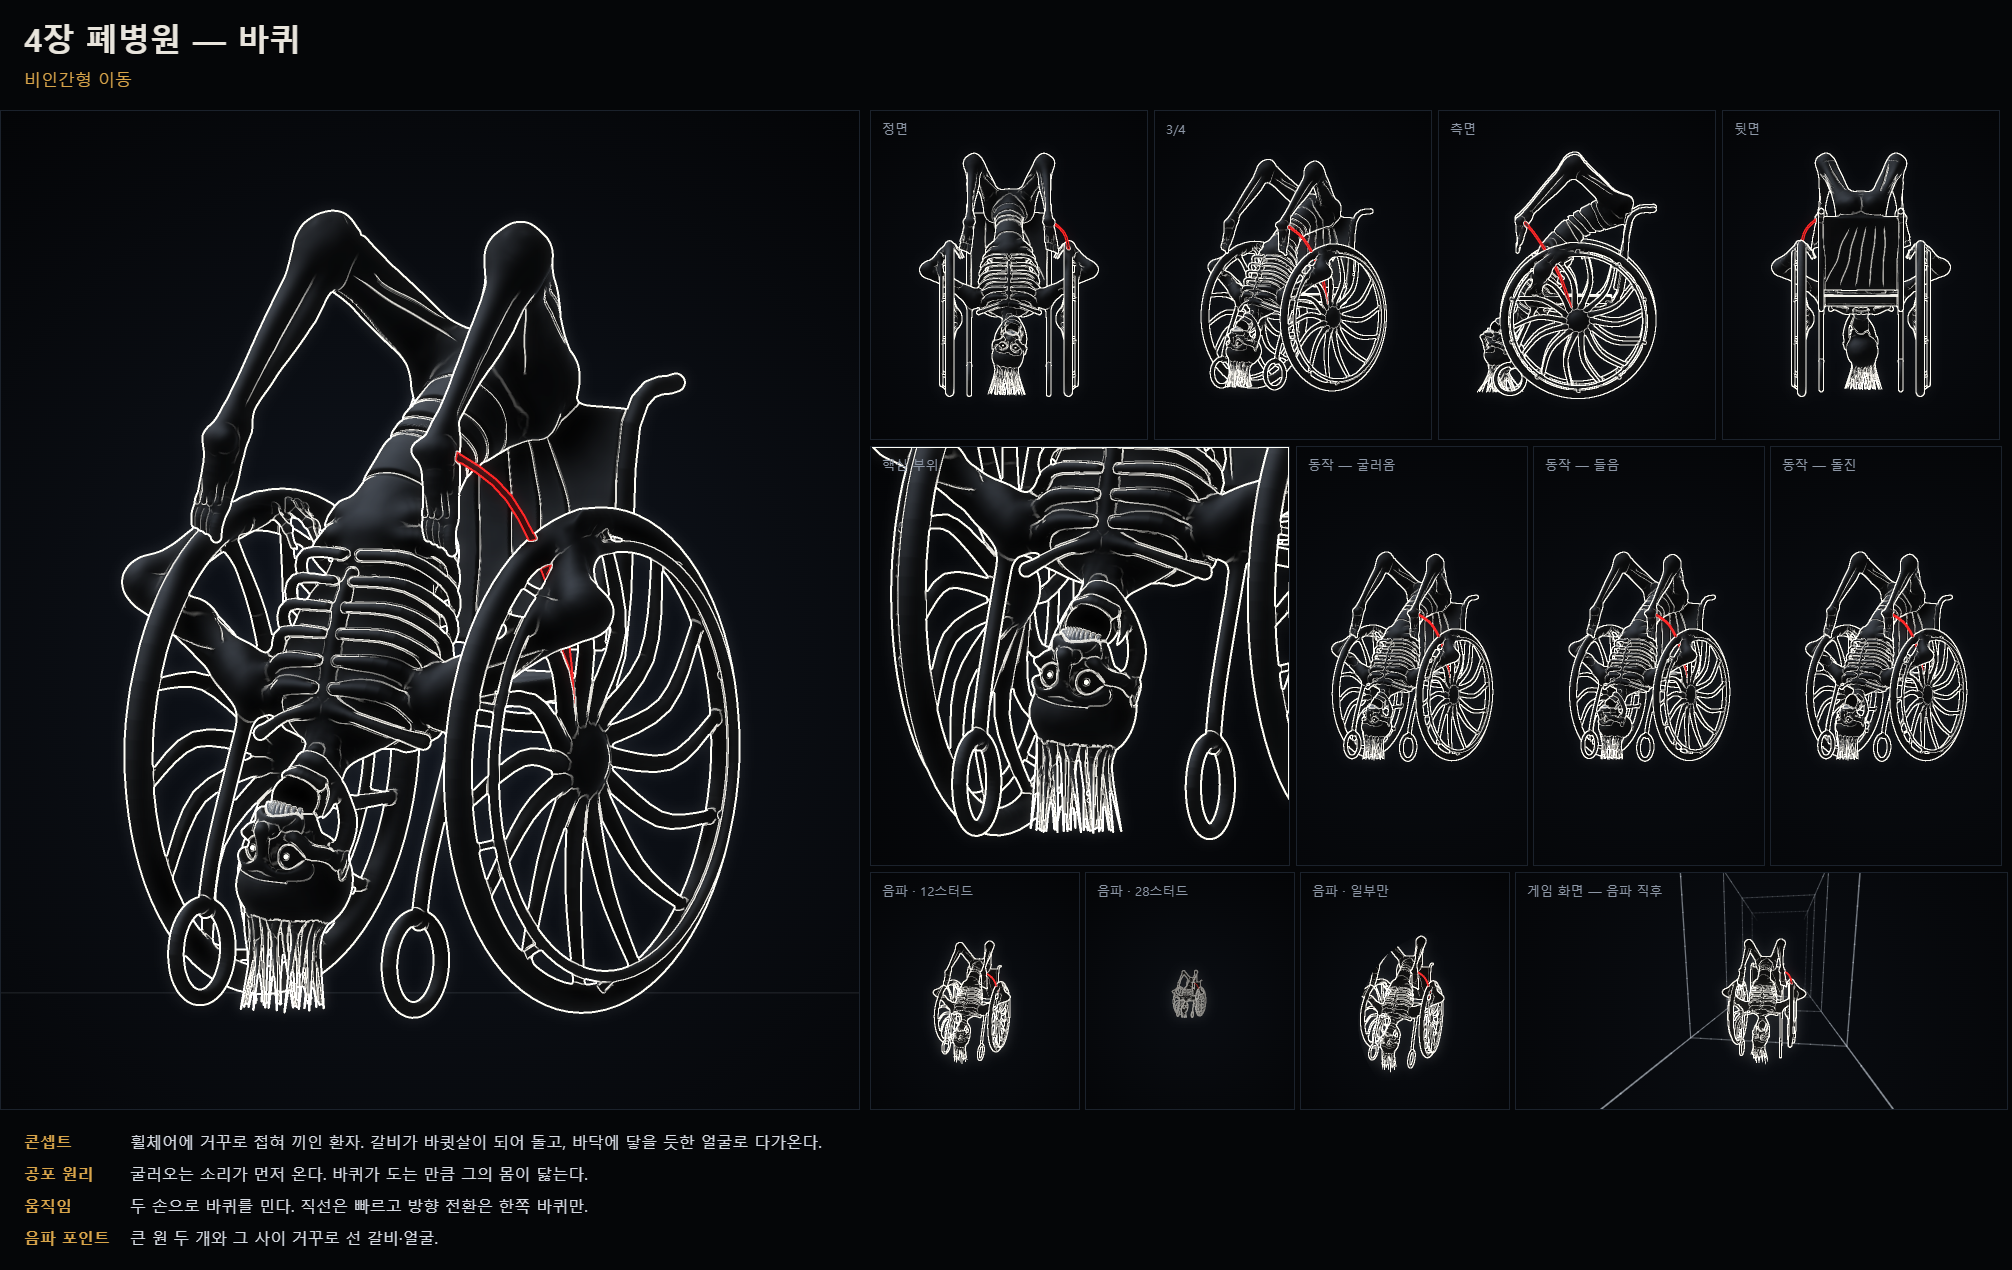 4장 폐병원 — 바퀴
비인간형 이동
정면
3/4
측면
뒷면
핵심 부위
동작 — 굴러옴
동작 — 들음
동작 — 돌진
음파 · 12스터드
음파 · 28스터드
음파 · 일부만
게임 화면 — 음파 직후
콘셉트 휠체어에 거꾸로 접혀 끼인 환자. 갈비가 바큇살이 되어 돌고, 바닥에 닿을 듯한 얼굴로 다가온다.
공포 원리 굴러오는 소리가 먼저 온다. 바퀴가 도는 만큼 그의 몸이 닳는다.
움직임 두 손으로 바퀴를 민다. 직선은 빠르고 방향 전환은 한쪽 바퀴만.
음파 포인트 큰 원 두 개와 그 사이 거꾸로 선 갈비·얼굴.